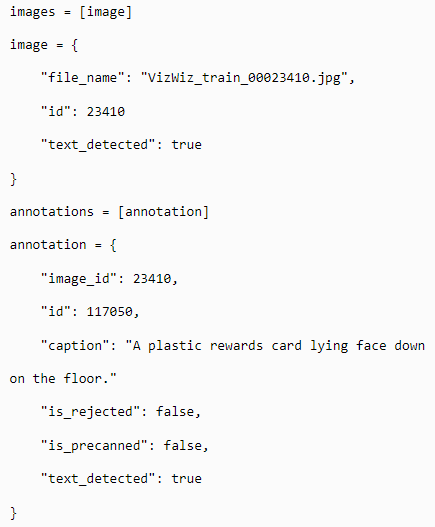 images = [image]
image = {
    "file_name": "VizWiz_train_00023410.jpg",
    "id": 23410
    "text_detected": true
}
annotations = [annotation]
annotation = {
    "image_id": 23410,
    "id": 117050,
    "caption": "A plastic rewards card lying face down
on the floor."
    "is_rejected": false,
    "is_precanned": false,
    "text_detected": true
}